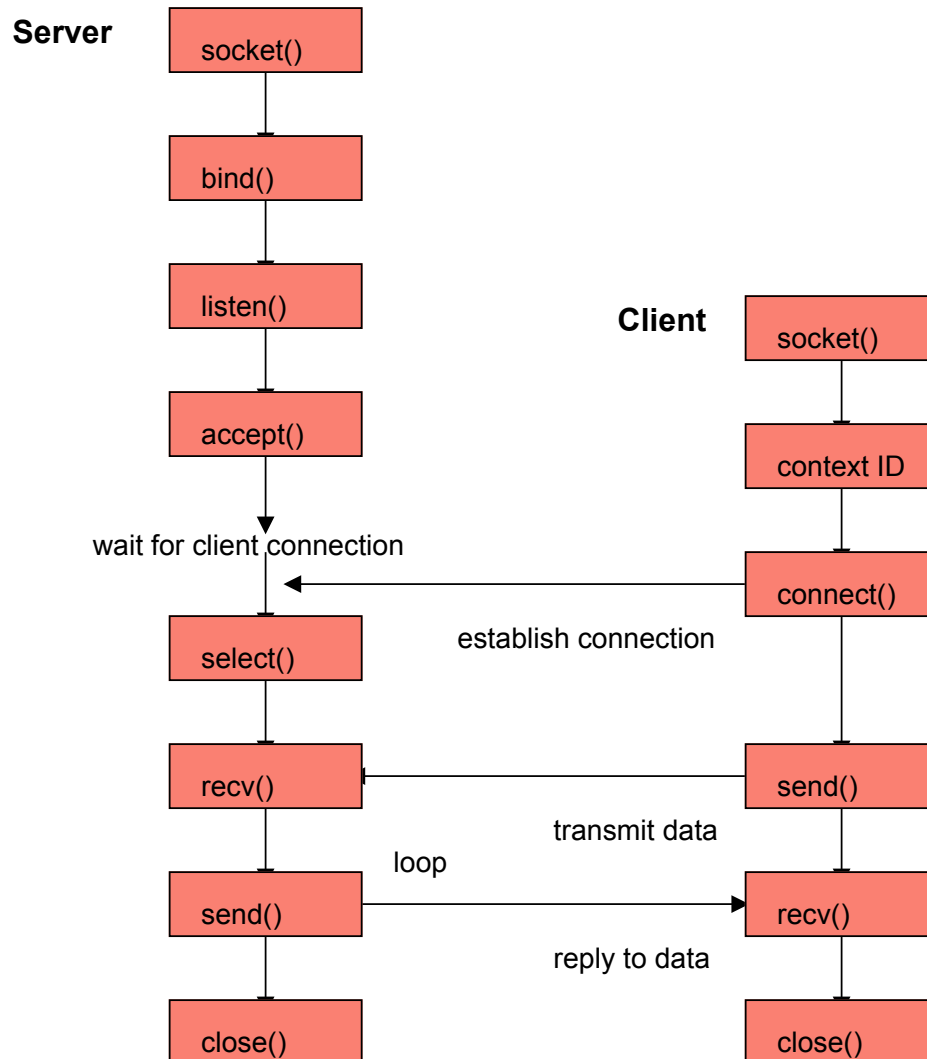 Server
socket()
bind()
listen()
Client
socket()
accept()
context ID
wait for client connection
connect()
establish connection
select()
recv()
send()
transmit data
loop
send()
recv()
reply to data
close()
close()